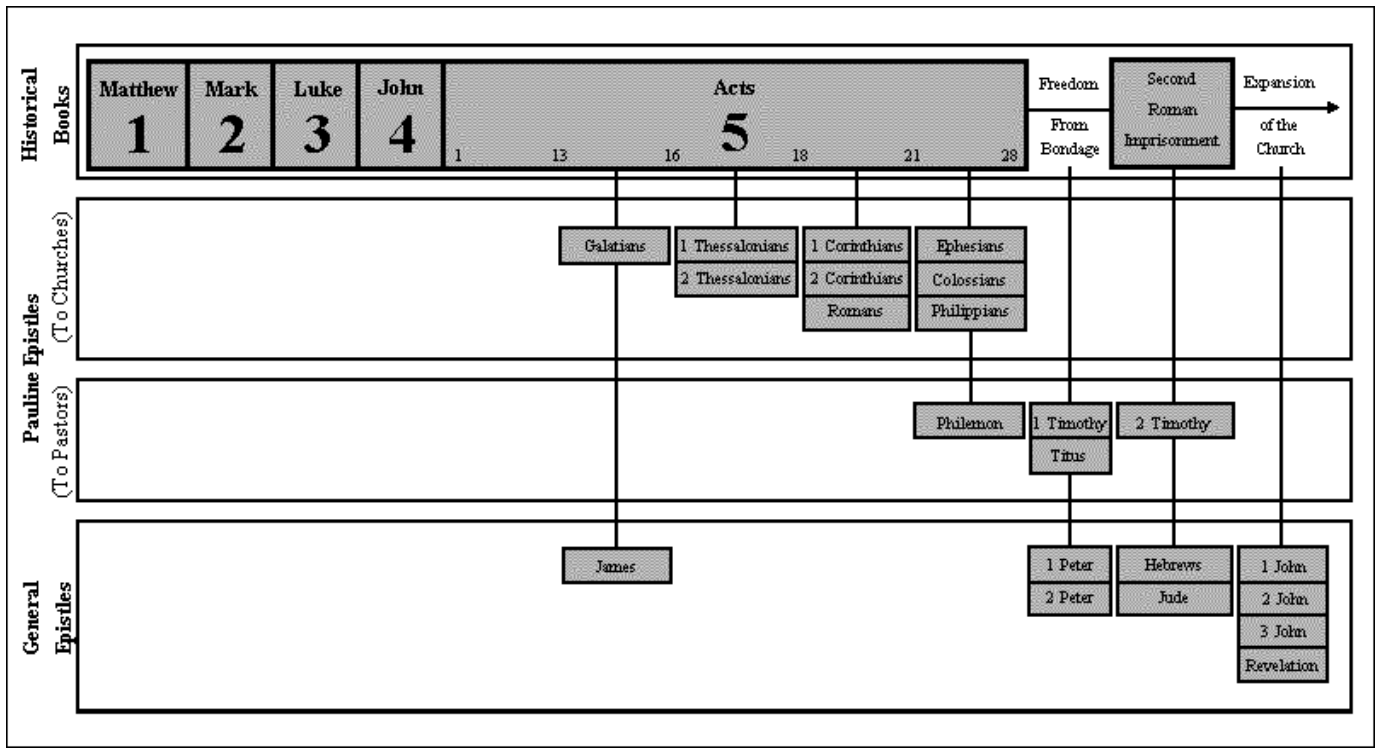 Historical
Books
Matthew
1
Mark
2
Luke
3
John
4
Acts
5
1
13
16
18
21
28
Freedom
From
Bondage
Second
Roman
Imprisonment
Expansion
of the
Church
Pauline Epistles
(To Churches)
Galatians
1 Thessalonians
2 Thessalonians
1 Corinthians
2 Corinthians
Romans
Ephesians
Colossians
Philippians
(To Pastors)
Philemon
1 Timothy
Titus
2 Timothy
General
Epistles
James
1 Peter
2 Peter
Hebrews
Jude
1 John
2 John
3 John
Revelation